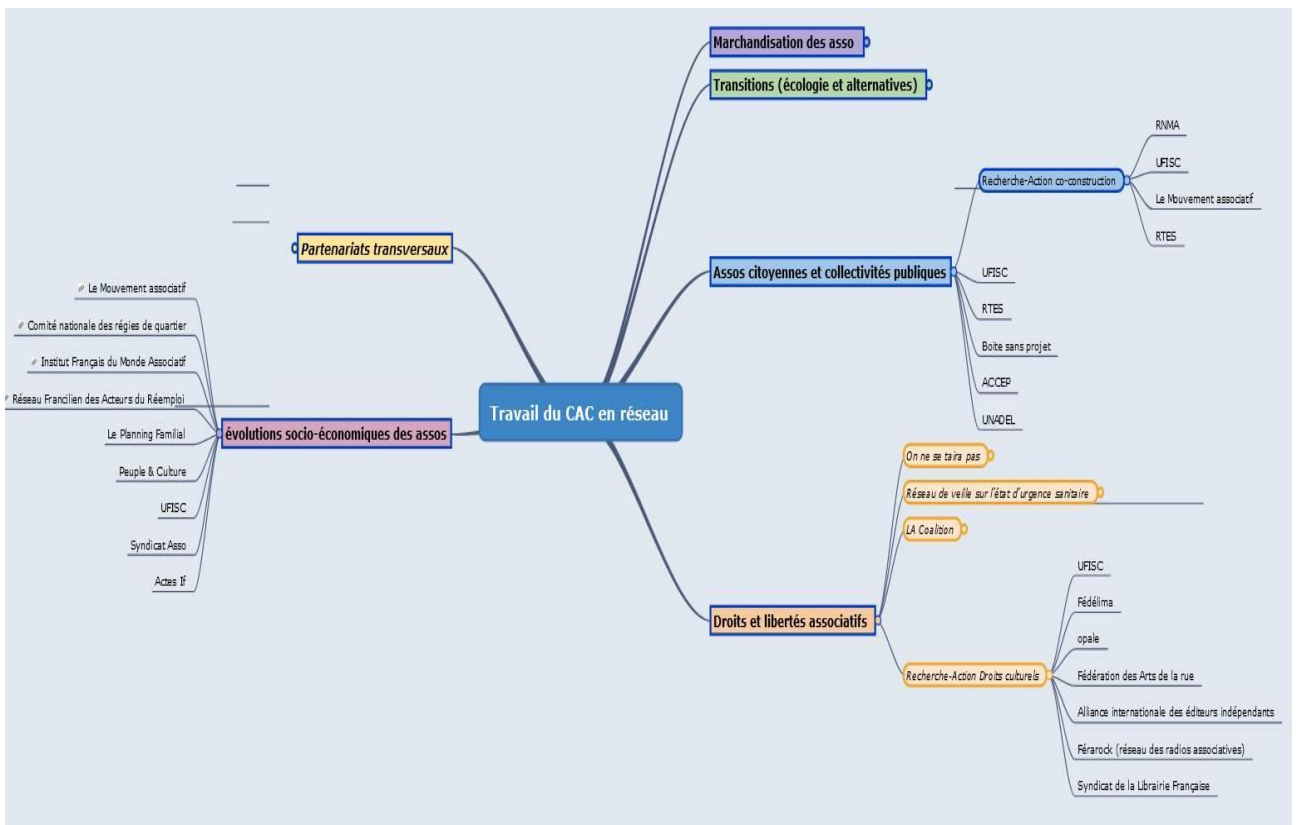 Travail du CAC en réseau
Marchandisation des asso
Transitions (écologie et alternatives)
Assos citoyennes et collectivités publiques
Recherche-Action co-construction
RNMA
UFISC
Le Mouvement associatif
RTES
UFISC
RTES
Boite sans projet
ACCEP
UNADEL
Droits et libertés associatifs
On ne se taira pas
Réseau de veille sur l'état d'urgence sanitaire
LA Coalition
Recherche-Action Droits culturels
UFISC
Fédélima
opale
Fédération des Arts de la rue
Alliance internationale des éditeurs indépendants
Férarock (réseau des radios associatives)
Syndicat de la Librairie Française
Partenariats transversaux
évolutions socio-économiques des assos
Le Mouvement associatif
Comité nationale des régies de quartier
Institut Français du Monde Associatif
Réseau Francilien des Acteurs du Réemploi
Le Planning Familial
Peuple & Culture
UFISC
Syndicat Asso
Actes If